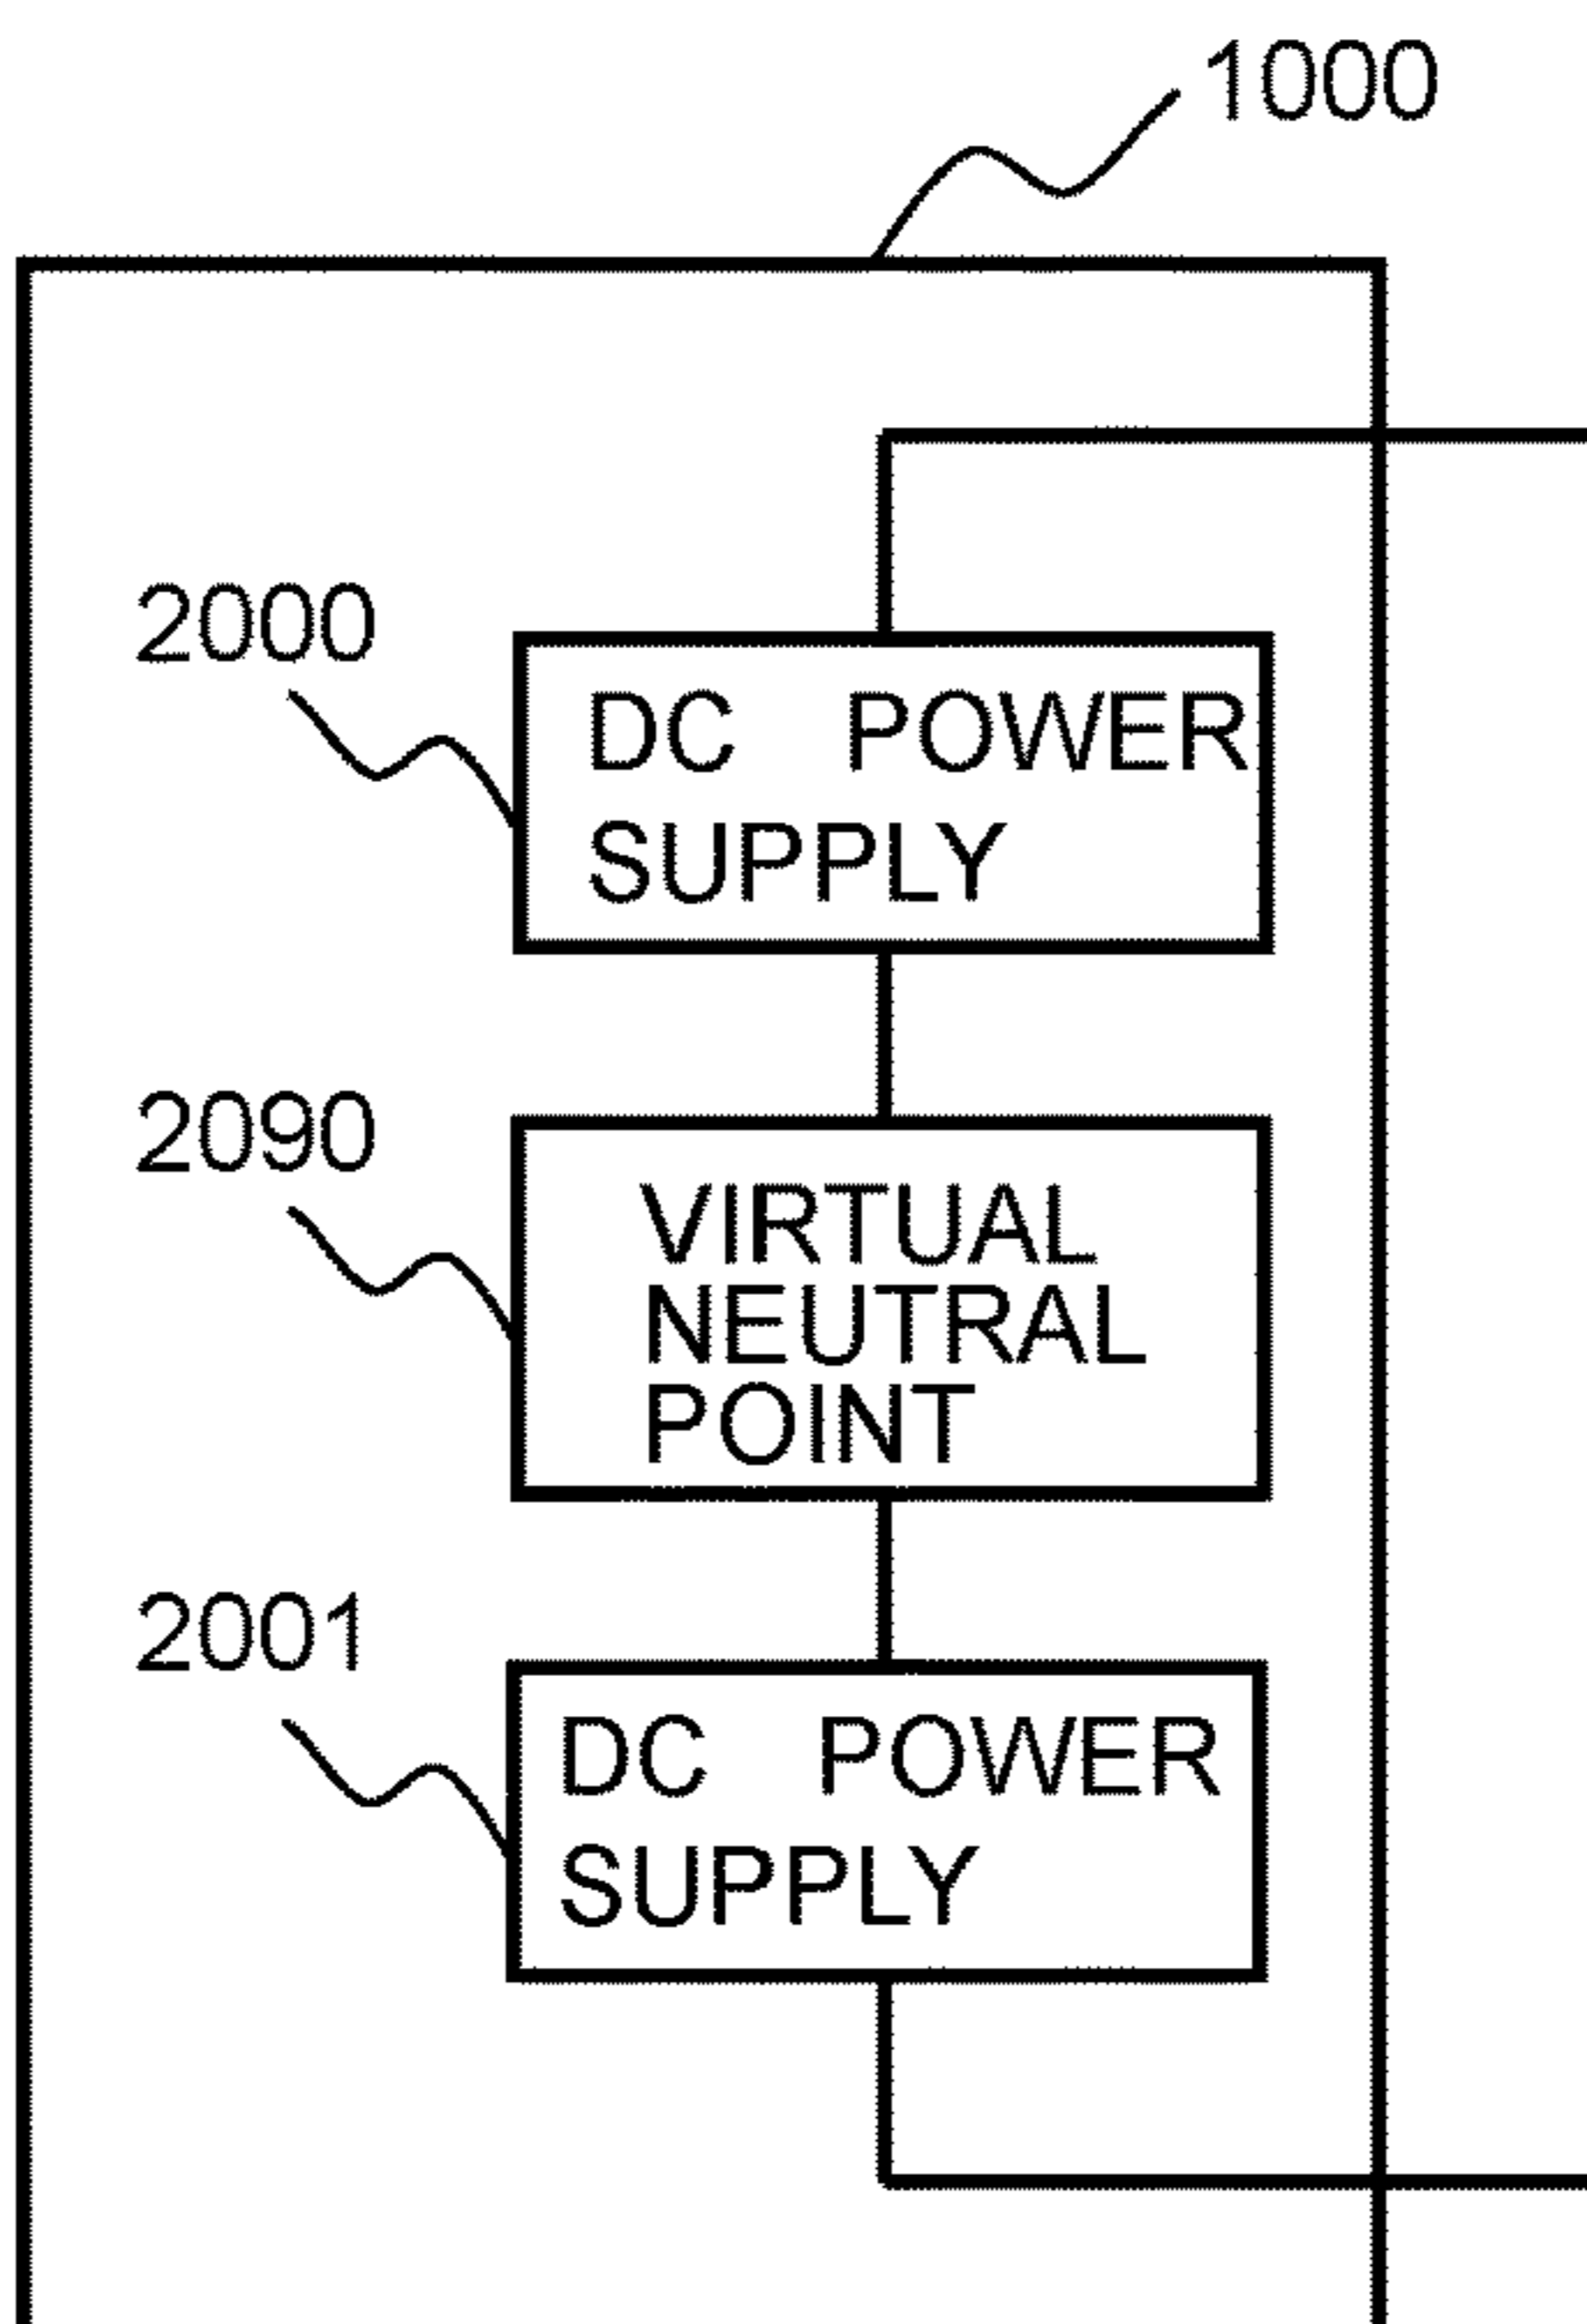 1000
2000
DC POWER
SUPPLY
2090
VIRTUAL
NEUTRAL
POINT
2001
DC POWER
SUPPLY